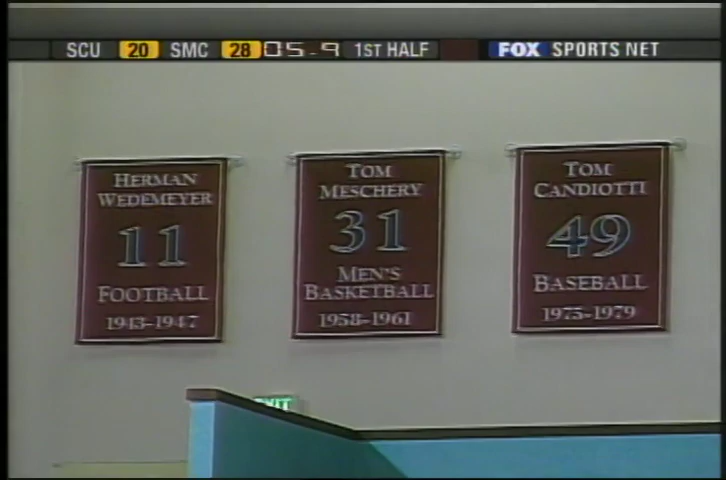 SCU 20 SMC 28 05.9 1ST HALF FOX SPORTS NET
HERMAN
WEDEMEYER
11
FOOTBALL
1943-1947
TOM
MESCHERY
31
MEN'S
BASKETBALL
1958-1961
TOM
CANDIOTTI
49
BASEBALL
1975-1979
EXIT